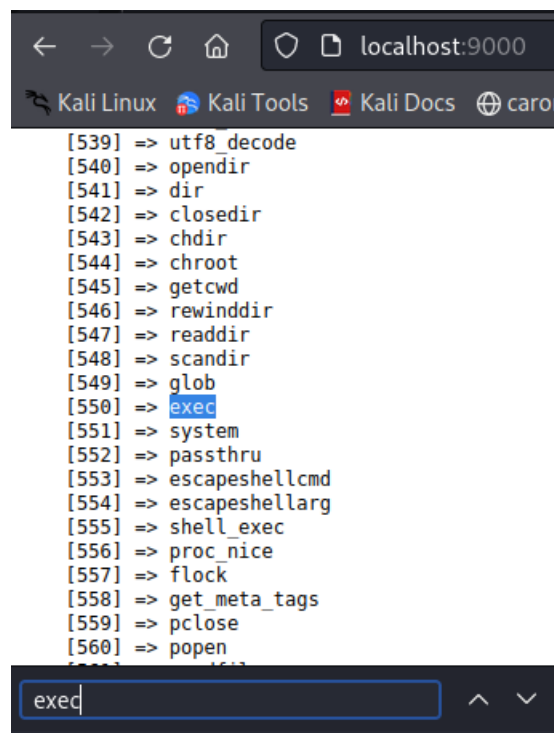 localhost:9000
Kali Linux Kali Tools Kali Docs caro
[539] => utf8_decode
[540] => opendir
[541] => dir
[542] => closedir
[543] => chdir
[544] => chroot
[545] => getcwd
[546] => rewinddir
[547] => readdir
[548] => scandir
[549] => glob
[550] => exec
[551] => system
[552] => passthru
[553] => escapeshellcmd
[554] => escapeshellarg
[555] => shell_exec
[556] => proc_nice
[557] => flock
[558] => get_meta_tags
[559] => pclose
[560] => popen
exec